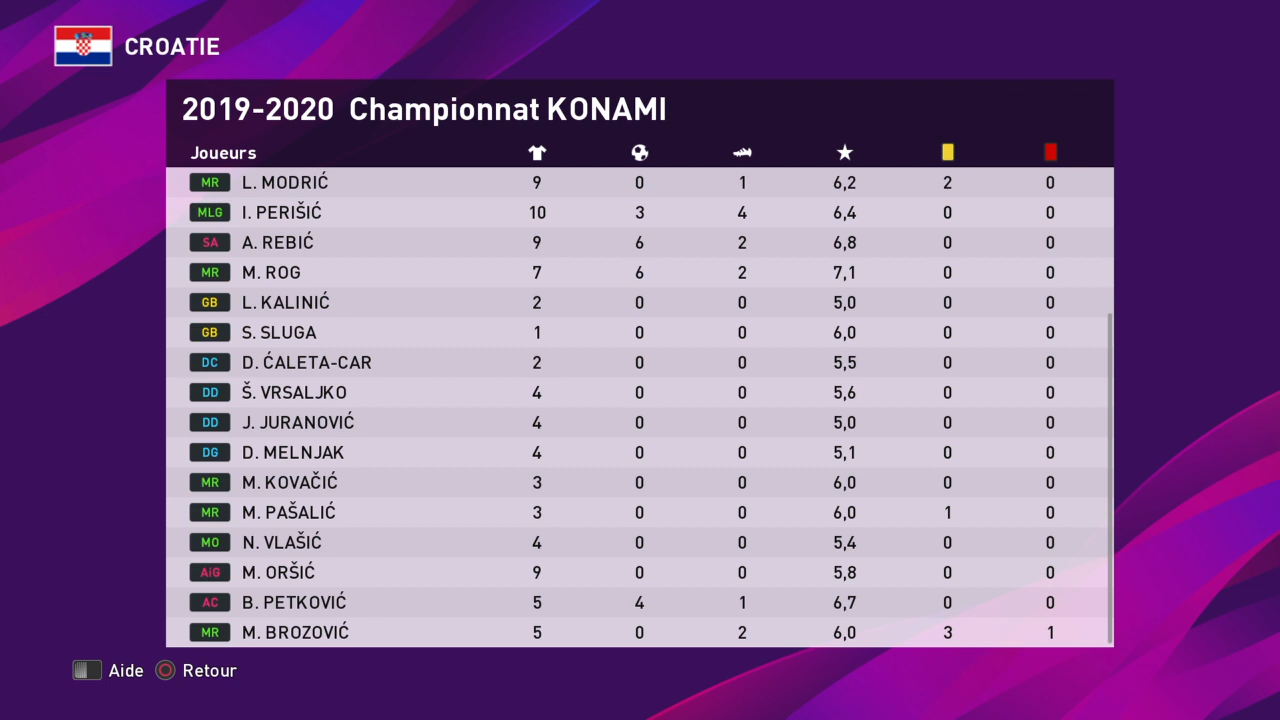 CROATIE
2019-2020 Championnat KONAMI
Joueurs
MR L. MODRIĆ 9 0 1 6,2 2 0
MLG I. PERIŠIĆ 10 3 4 6,4 0 0
SA A. REBIĆ 9 6 2 6,8 0 0
MR M. ROG 7 6 2 7,1 0 0
GB L. KALINIĆ 2 0 0 5,0 0 0
GB S. SLUGA 1 0 0 6,0 0 0
DC D. ĆALETA-CAR 2 0 0 5,5 0 0
DD Š. VRSALJKO 4 0 0 5,6 0 0
DD J. JURANOVIĆ 4 0 0 5,0 0 0
DG D. MELNJAK 4 0 0 5,1 0 0
MR M. KOVAČIĆ 3 0 0 6,0 0 0
MR M. PAŠALIĆ 3 0 0 6,0 1 0
MO N. VLAŠIĆ 4 0 0 5,4 0 0
AiG M. ORŠIĆ 9 0 0 5,8 0 0
AC B. PETKOVIĆ 5 4 1 6,7 0 0
MR M. BROZOVIĆ 5 0 2 6,0 3 1
Aide Retour